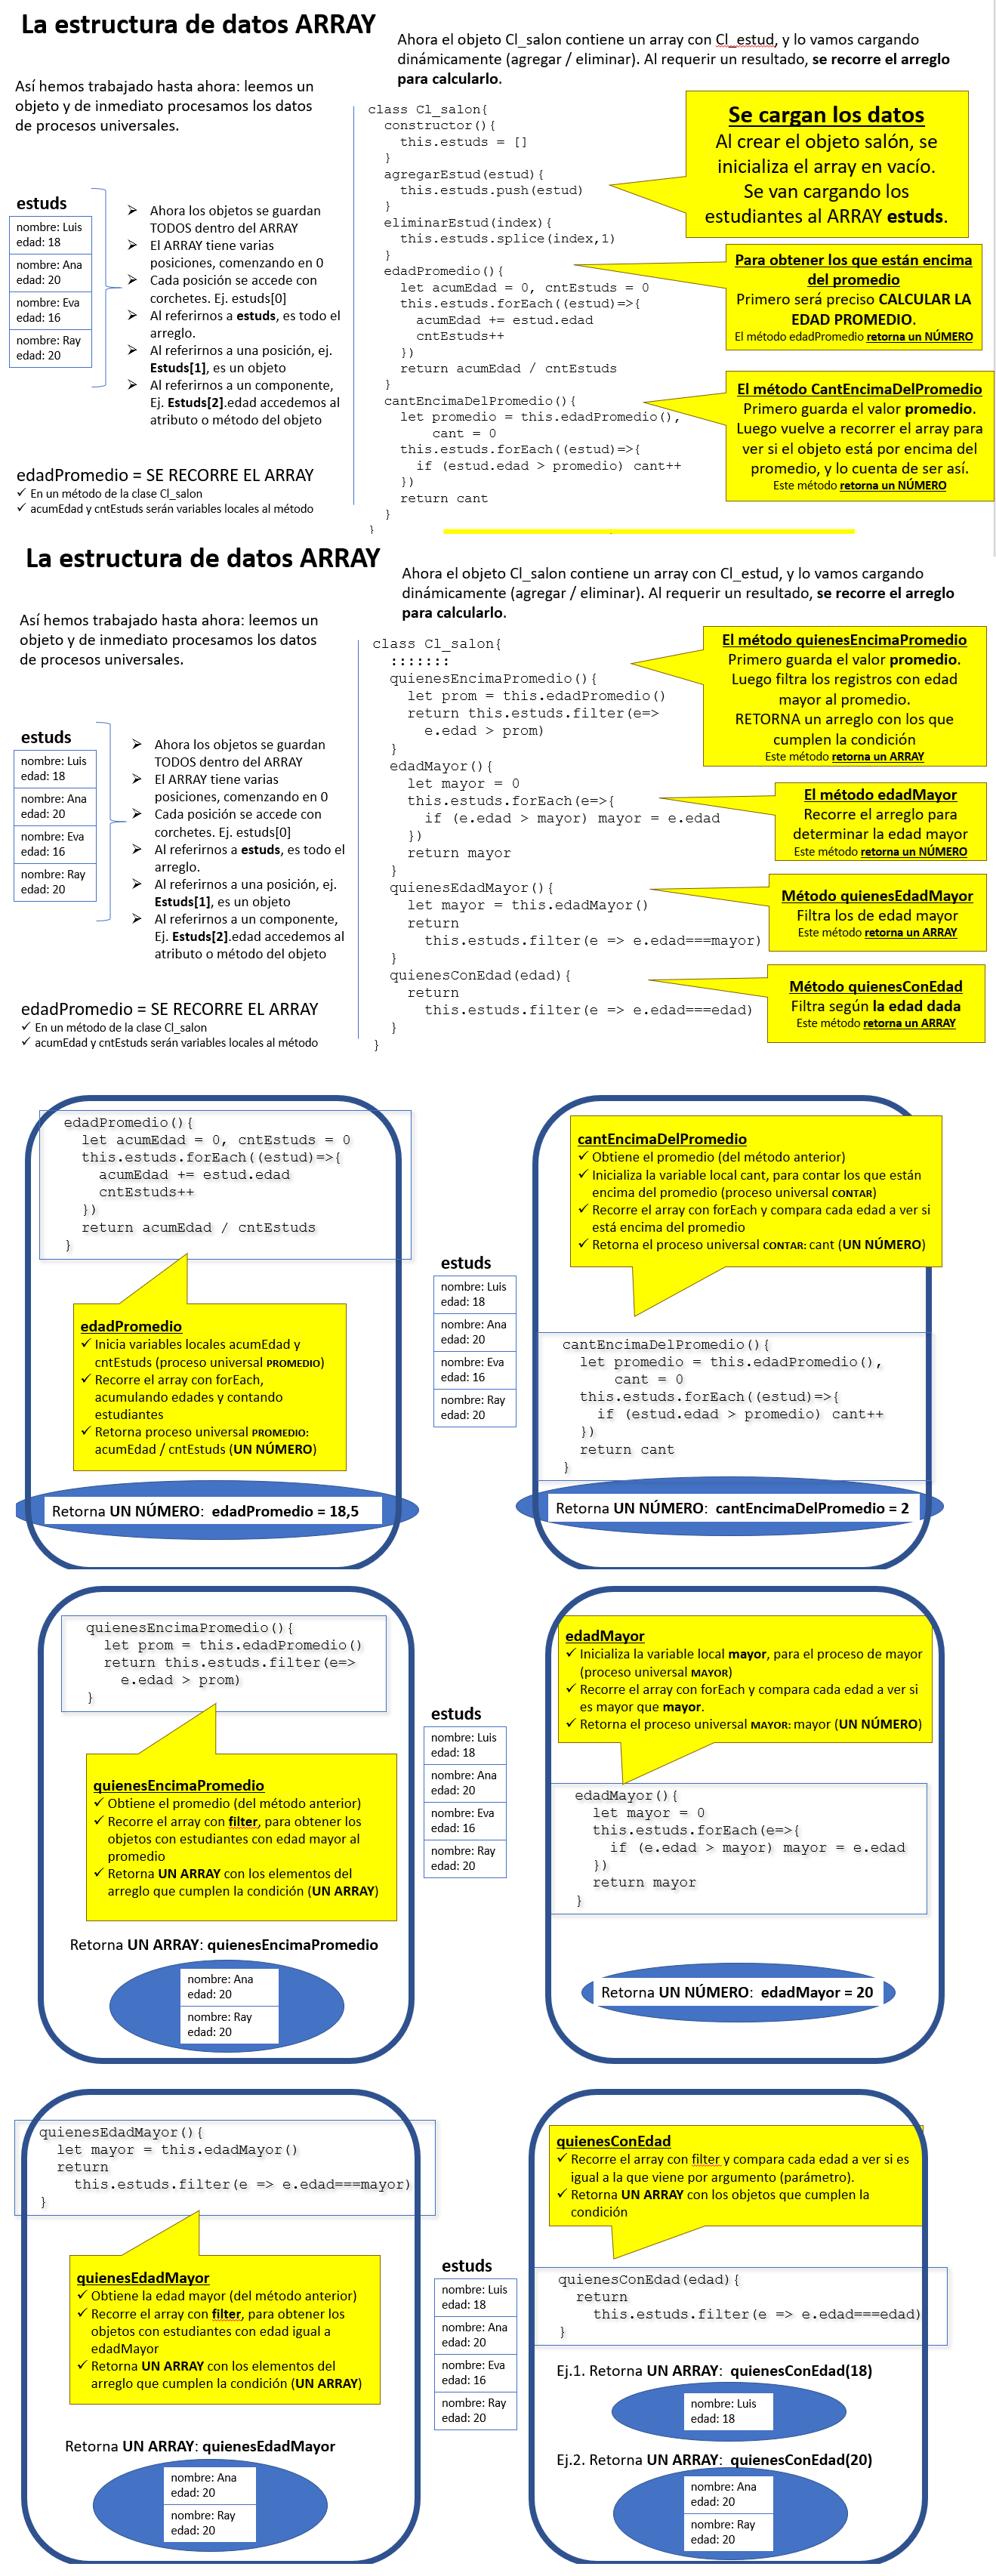 La estructura de datos ARRAY
Ahora el objeto Cl_salon contiene un array con Cl_estud, y lo vamos cargando
dinámicamente (agregar / eliminar). Al requerir un resultado, se recorre el arreglo
para calcularlo.
Así hemos trabajado hasta ahora: leemos un
objeto y de inmediato procesamos los datos
de procesos universales.
estuds
nombre: Luis
edad: 18
nombre: Ana
edad: 20
nombre: Eva
edad: 16
nombre: Ray
edad: 20
➢ Ahora los objetos se guardan
TODOS dentro del ARRAY
➢ El ARRAY tiene varias
posiciones, comenzando en 0
➢ Cada posición se accede con
corchetes. Ej. estuds[0]
➢ Al referirnos a estuds, es todo el
arreglo.
➢ Al referirnos a una posición, ej.
Estuds[1], es un objeto
➢ Al referirnos a un componente,
Ej. Estuds[2].edad accedemos al
atributo o método del objeto
edadPromedio = SE RECORRE EL ARRAY
✓ En un método de la clase Cl_salon
✓ acumEdad y cntEstuds serán variables locales al método
class Cl_salon{
constructor(){
this.estuds = []
}
agregarEstud(estud){
this.estuds.push(estud)
}
eliminarEstud(index){
this.estuds.splice(index,1)
}
edadPromedio(){
let acumEdad = 0, cntEstuds = 0
this.estuds.forEach((estud)=>{
acumEdad += estud.edad
cntEstuds++
})
return acumEdad / cntEstuds
}
cantEncimaDelPromedio(){
let promedio = this.edadPromedio(),
cant = 0
this.estuds.forEach((estud)=>{
if (estud.edad > promedio) cant++
})
return cant
}
}
Se cargan los datos
Al crear el objeto salón, se
inicializa el array en vacío.
Se van cargando los
estudiantes al ARRAY estuds.
Para obtener los que están encima
del promedio
Primero será preciso CALCULAR LA
EDAD PROMEDIO.
El método edadPromedio retorna un NÚMERO
El método CantEncimaDelPromedio
Primero guarda el valor promedio.
Luego vuelve a recorrer el array para
ver si el objeto está por encima del
promedio, y lo cuenta de ser así.
Este método retorna un NÚMERO
La estructura de datos ARRAY
Ahora el objeto Cl_salon contiene un array con Cl_estud, y lo vamos cargando
dinámicamente (agregar / eliminar). Al requerir un resultado, se recorre el arreglo
para calcularlo.
Así hemos trabajado hasta ahora: leemos un
objeto y de inmediato procesamos los datos
de procesos universales.
estuds
nombre: Luis
edad: 18
nombre: Ana
edad: 20
nombre: Eva
edad: 16
nombre: Ray
edad: 20
➢ Ahora los objetos se guardan
TODOS dentro del ARRAY
➢ El ARRAY tiene varias
posiciones, comenzando en 0
➢ Cada posición se accede con
corchetes. Ej. estuds[0]
➢ Al referirnos a estuds, es todo el
arreglo.
➢ Al referirnos a una posición, ej.
Estuds[1], es un objeto
➢ Al referirnos a un componente,
Ej. Estuds[2].edad accedemos al
atributo o método del objeto
edadPromedio = SE RECORRE EL ARRAY
✓ En un método de la clase Cl_salon
✓ acumEdad y cntEstuds serán variables locales al método
class Cl_salon{
:::::::
quienesEncimaPromedio(){
let prom = this.edadPromedio()
return this.estuds.filter(e=>
e.edad > prom)
}
edadMayor(){
let mayor = 0
this.estuds.forEach(e=>{
if (e.edad > mayor) mayor = e.edad
})
return mayor
}
quienesEdadMayor(){
let mayor = this.edadMayor()
return
this.estuds.filter(e => e.edad===mayor)
}
quienesConEdad(edad){
return
this.estuds.filter(e => e.edad===edad)
}
}
El método quienesEncimaPromedio
Primero guarda el valor promedio.
Luego filtra los registros con edad
mayor al promedio.
RETORNA un arreglo con los que
cumplen la condición
Este método retorna un ARRAY
El método edadMayor
Recorre el arreglo para
determinar la edad mayor
Este método retorna un NÚMERO
Método quienesEdadMayor
Filtra los de edad mayor
Este método retorna un ARRAY
Método quienesConEdad
Filtra según la edad dada
Este método retorna un ARRAY
edadPromedio(){
let acumEdad = 0, cntEstuds = 0
this.estuds.forEach((estud)=>{
acumEdad += estud.edad
cntEstuds++
})
return acumEdad / cntEstuds
}
edadPromedio
✓ Inicia variables locales acumEdad y
cntEstuds (proceso universal PROMEDIO)
✓ Recorre el array con forEach,
acumulando edades y contando
estudiantes
✓ Retorna proceso universal PROMEDIO:
acumEdad / cntEstuds (UN NÚMERO)
Retorna UN NÚMERO: edadPromedio = 18,5
estuds
nombre: Luis
edad: 18
nombre: Ana
edad: 20
nombre: Eva
edad: 16
nombre: Ray
edad: 20
cantEncimaDelPromedio
✓ Obtiene el promedio (del método anterior)
✓ Inicializa la variable local cant, para contar los que están
encima del promedio (proceso universal CONTAR)
✓ Recorre el array con forEach y compara cada edad a ver si
está encima del promedio
✓ Retorna el proceso universal CONTAR: cant (UN NÚMERO)
cantEncimaDelPromedio(){
let promedio = this.edadPromedio(),
cant = 0
this.estuds.forEach((estud)=>{
if (estud.edad > promedio) cant++
})
return cant
}
Retorna UN NÚMERO: cantEncimaDelPromedio = 2
quienesEncimaPromedio(){
let prom = this.edadPromedio()
return this.estuds.filter(e=>
e.edad > prom)
}
quienesEncimaPromedio
✓ Obtiene el promedio (del método anterior)
✓ Recorre el array con filter, para obtener los
objetos con estudiantes con edad mayor al
promedio
✓ Retorna UN ARRAY con los elementos del
arreglo que cumplen la condición (UN ARRAY)
Retorna UN ARRAY: quienesEncimaPromedio
nombre: Ana
edad: 20
nombre: Ray
edad: 20
estuds
nombre: Luis
edad: 18
nombre: Ana
edad: 20
nombre: Eva
edad: 16
nombre: Ray
edad: 20
edadMayor
✓ Inicializa la variable local mayor, para el proceso de mayor
(proceso universal MAYOR)
✓ Recorre el array con forEach y compara cada edad a ver si
es mayor que mayor.
✓ Retorna el proceso universal MAYOR: mayor (UN NÚMERO)
edadMayor(){
let mayor = 0
this.estuds.forEach(e=>{
if (e.edad > mayor) mayor = e.edad
})
return mayor
}
Retorna UN NÚMERO: edadMayor = 20
quienesEdadMayor(){
let mayor = this.edadMayor()
return
this.estuds.filter(e => e.edad===mayor)
}
quienesEdadMayor
✓ Obtiene la edad mayor (del método anterior)
✓ Recorre el array con filter, para obtener los
objetos con estudiantes con edad igual a
edadMayor
✓ Retorna UN ARRAY con los elementos del
arreglo que cumplen la condición (UN ARRAY)
Retorna UN ARRAY: quienesEdadMayor
nombre: Ana
edad: 20
nombre: Ray
edad: 20
estuds
nombre: Luis
edad: 18
nombre: Ana
edad: 20
nombre: Eva
edad: 16
nombre: Ray
edad: 20
quienesConEdad
✓ Recorre el array con filter y compara cada edad a ver si es
igual a la que viene por argumento (parámetro).
✓ Retorna UN ARRAY con los objetos que cumplen la
condición
quienesConEdad(edad){
return
this.estuds.filter(e => e.edad===edad)
}
Ej.1. Retorna UN ARRAY: quienesConEdad(18)
nombre: Luis
edad: 18
Ej.2. Retorna UN ARRAY: quienesConEdad(20)
nombre: Ana
edad: 20
nombre: Ray
edad: 20